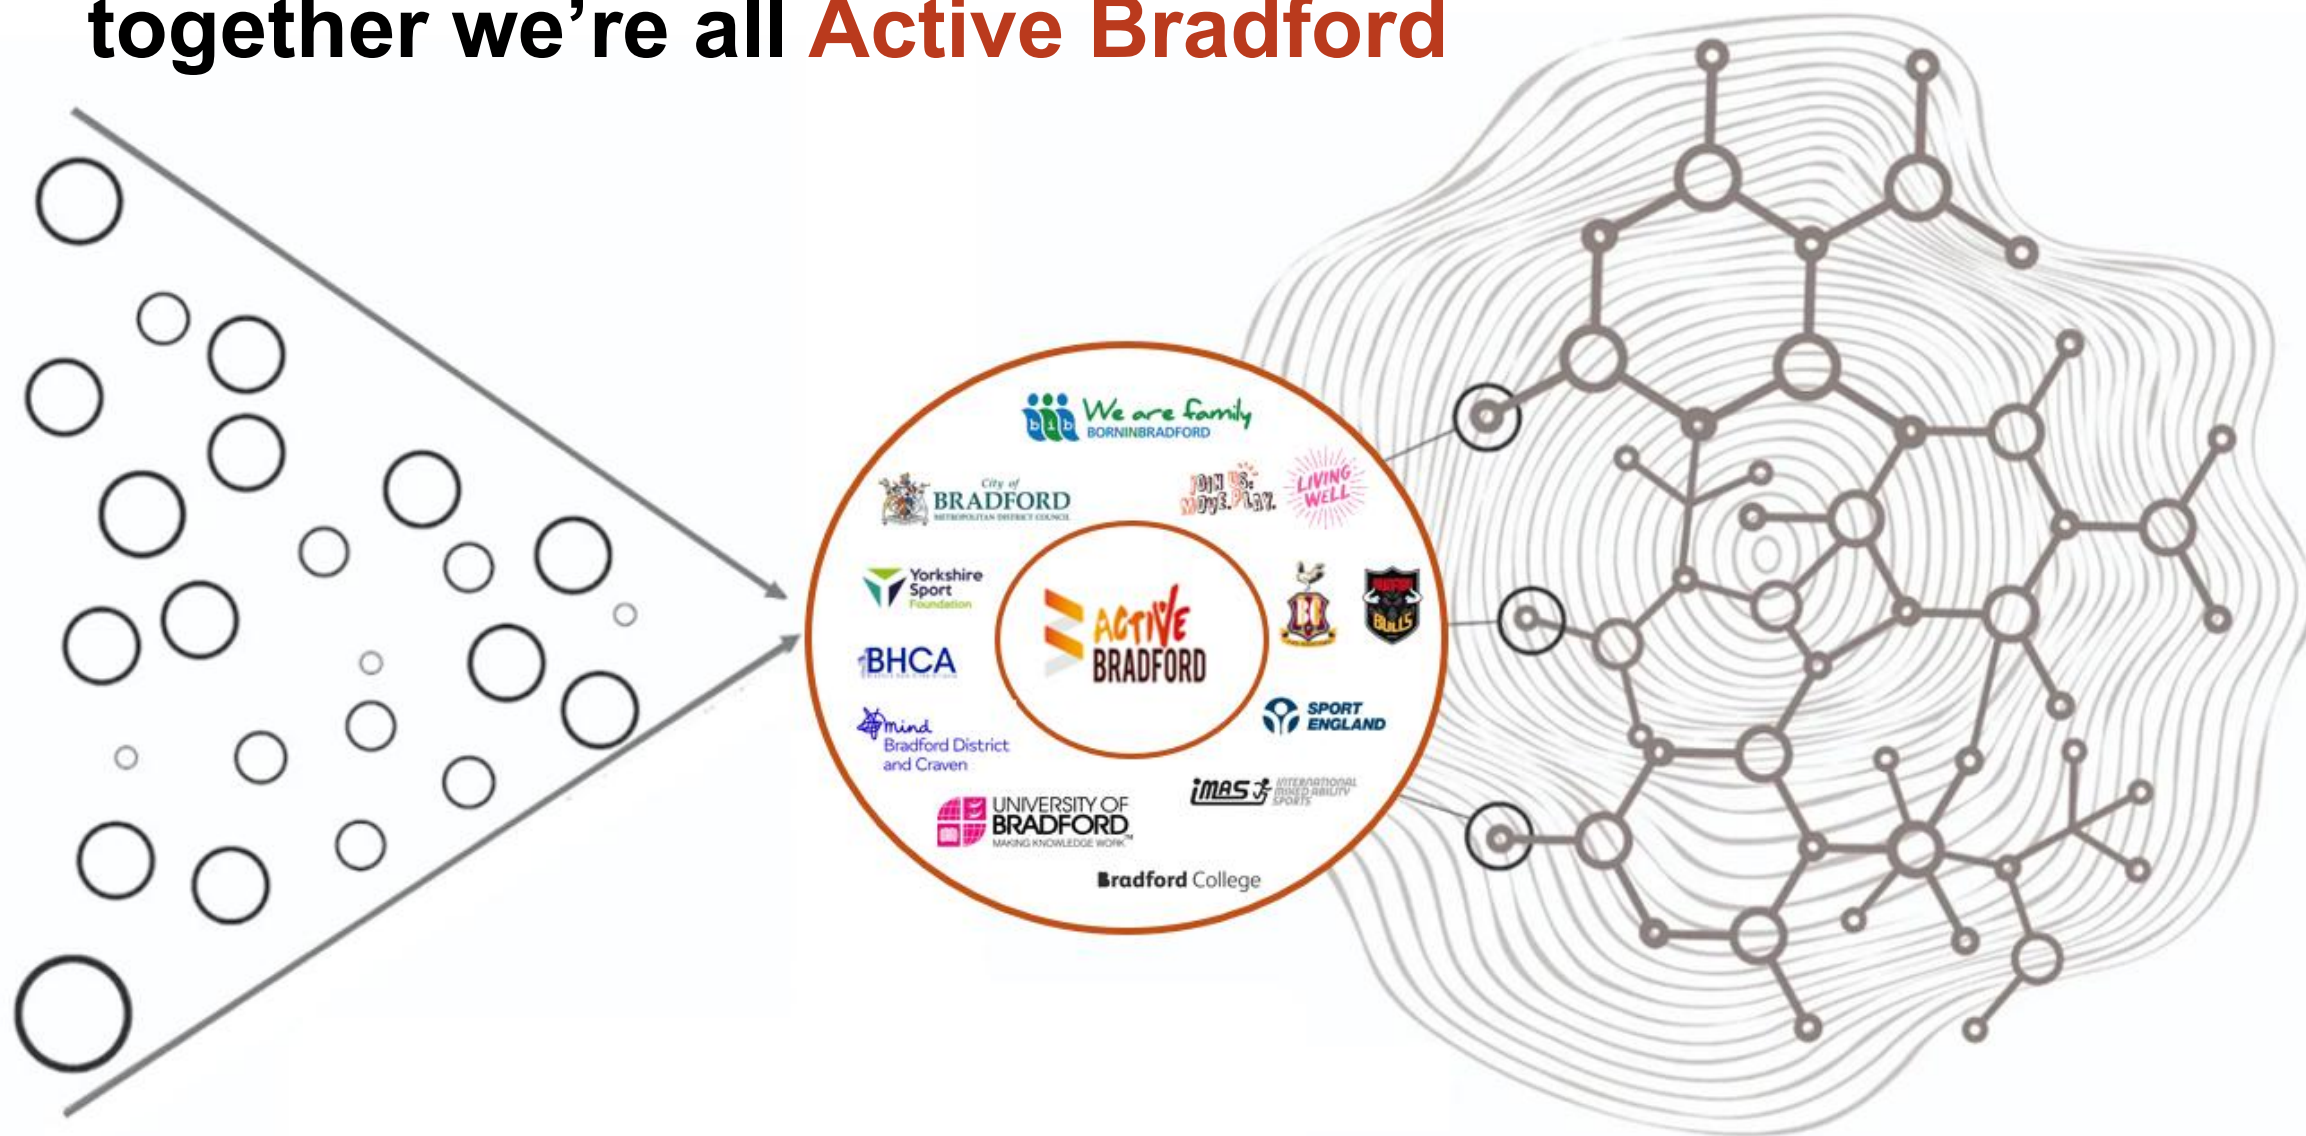 together we’re all Active Bradford
bib We are family
BORNINBRADFORD
City of
BRADFORD
METROPOLITAN DISTRICT COUNCIL
JOIN US:
MOVE. PLAY.
LIVING
WELL
Yorkshire
Sport
Foundation
BULLS
ACTIVE
BRADFORD
BHCA
mind
Bradford District
and Craven
SPORT
ENGLAND
iMAS INTERNATIONAL
MIXED ABILITY
SPORTS
UNIVERSITY OF
BRADFORD™
MAKING KNOWLEDGE WORK
Bradford College